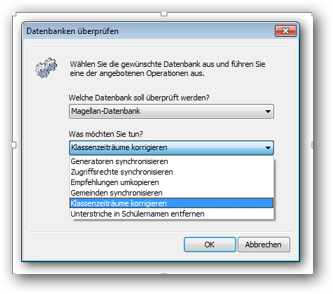 Datenbanken überprüfen
Wählen Sie die gewünschte Datenbank aus und führen Sie
eine der angebotenen Operationen aus.
Welche Datenbank soll überprüft werden?
Magellan-Datenbank
Was möchten Sie tun?
Klassenzeiträume korrigieren
Generatoren synchronisieren
Zugriffsrechte synchronisieren
Empfehlungen umkopieren
Gemeinden synchronisieren
Klassenzeiträume korrigieren
Unterstriche in Schülernamen entfernen
OK
Abbrechen